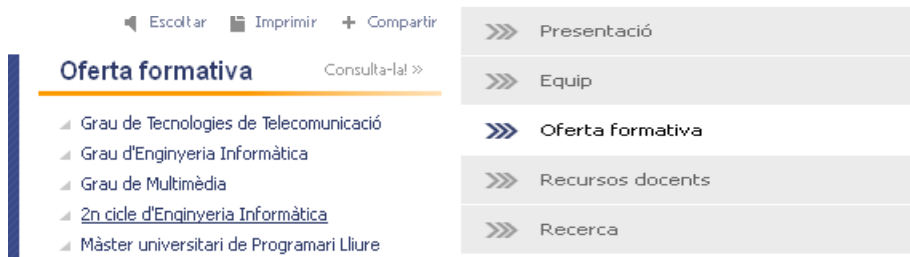 Escoltar Imprimir Compartir
Oferta formativa Consulta-la! »
Grau de Tecnologies de Telecomunicació
Grau d'Enginyeria Informàtica
Grau de Multimèdia
2n cicle d'Enginyeria Informàtica
Màster universitari de Programari Lliure
Presentació
Equip
Oferta formativa
Recursos docents
Recerca